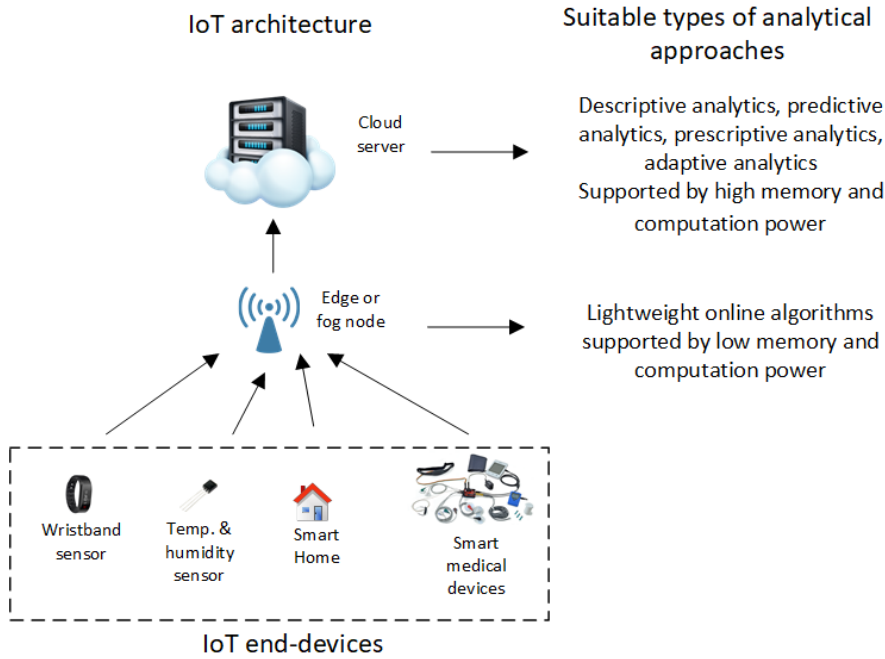 IoT architecture
Suitable types of analytical
approaches
Cloud
server
Descriptive analytics, predictive
analytics, prescriptive analytics,
adaptive analytics
Supported by high memory and
computation power
Edge or
fog node
Lightweight online algorithms
supported by low memory and
computation power
Wristband
sensor
Temp. &
humidity
sensor
Smart
Home
Smart
medical
devices
IoT end-devices